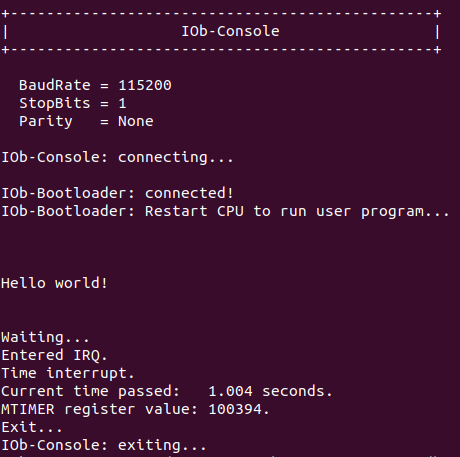 +-----------------------------------------------+
|                   IOb-Console                 |
+-----------------------------------------------+
  BaudRate = 115200
  StopBits = 1
  Parity   = None
IOb-Console: connecting...
IOb-Bootloader: connected!
IOb-Bootloader: Restart CPU to run user program...
Hello world!
Waiting...
Entered IRQ.
Time interrupt.
Current time passed:   1.004 seconds.
MTIMER register value: 100394.
Exit...
IOb-Console: exiting...